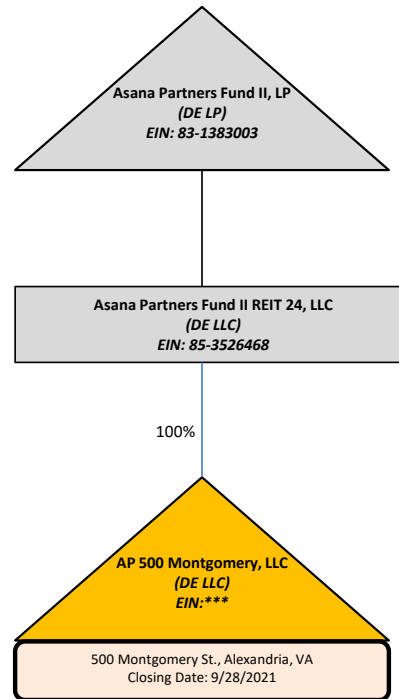 Asana Partners Fund II, LP
(DE LP)
EIN: 83-1383003
Asana Partners Fund II REIT 24, LLC
(DE LLC)
EIN: 85-3526468
100%
AP 500 Montgomery, LLC
(DE LLC)
EIN:***
500 Montgomery St., Alexandria, VA
Closing Date: 9/28/2021